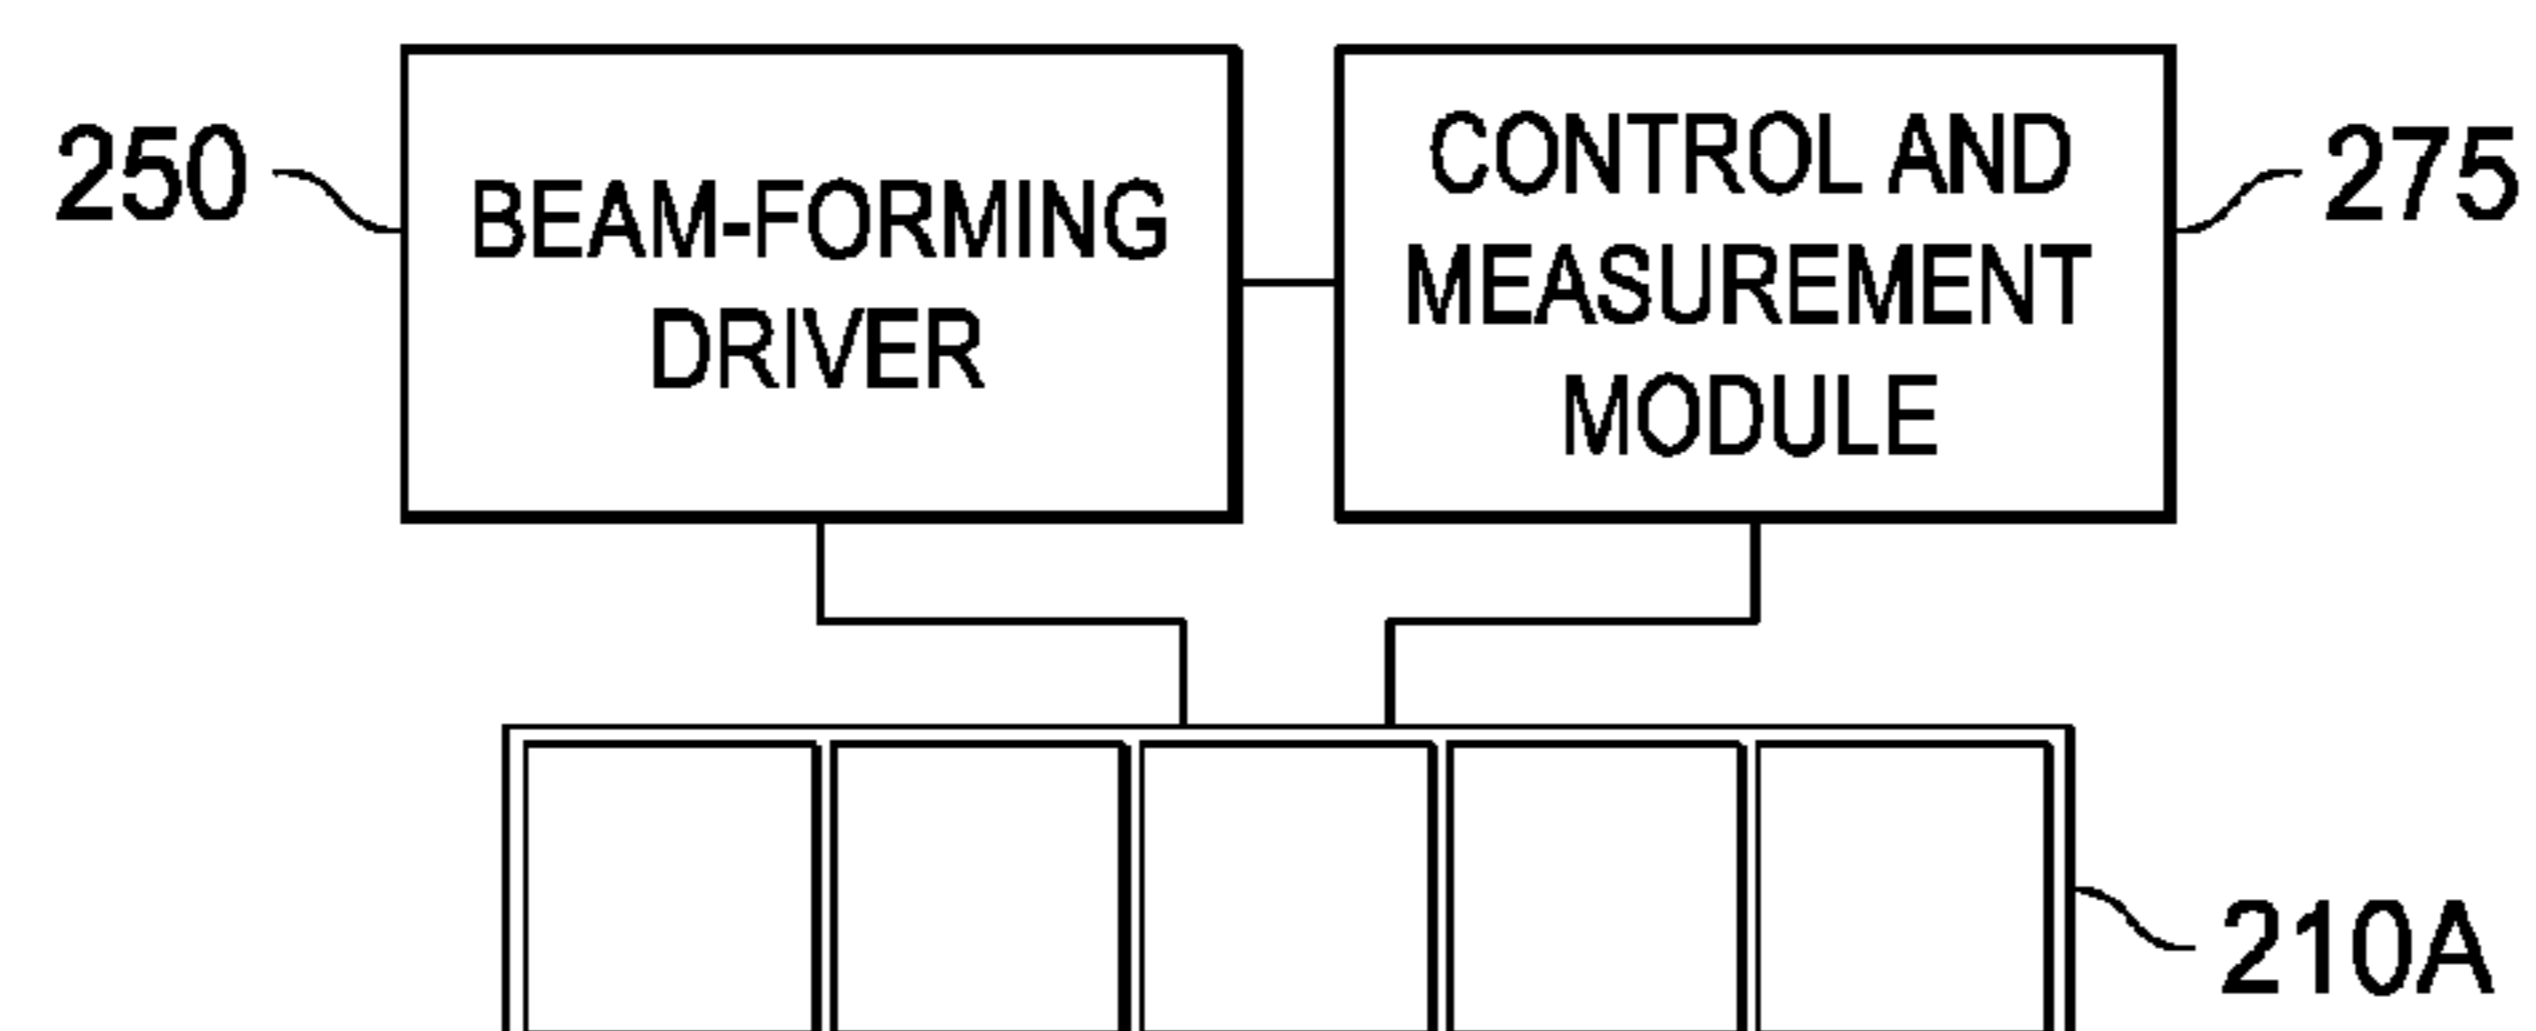 250
BEAM-FORMING
DRIVER
CONTROL AND
MEASUREMENT
MODULE
275
210A